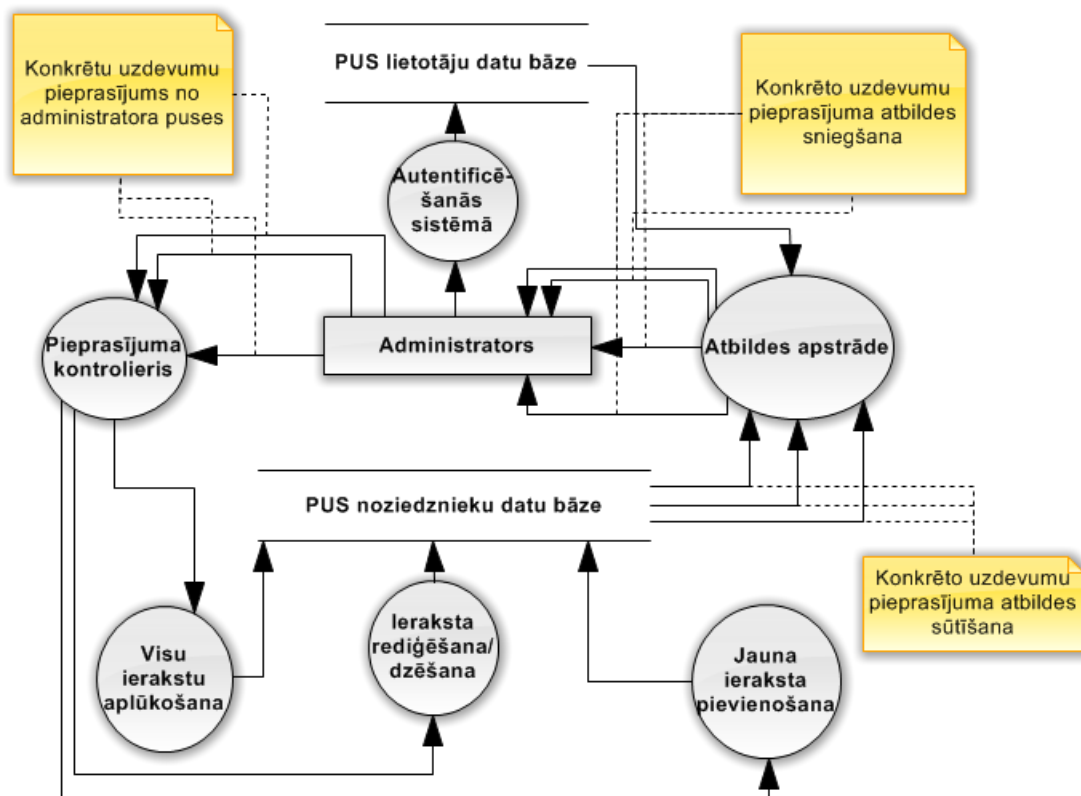 Konkrētu uzdevumu
pieprasījums no
administratora puses
PUS lietotāju datu bāze
Konkrēto uzdevumu
pieprasījuma atbildes
sniegšana
Autentificē-
šanās
sistēmā
Pieprasījuma
kontrolieris
Administrators
Atbildes apstrāde
PUS noziedznieku datu bāze
Konkrēto uzdevumu
pieprasījuma atbildes
sūtīšana
Visu
ierakstu
aplūkošana
Ieraksta
rediģēšana/
dzēšana
Jauna
ieraksta
pievienošana